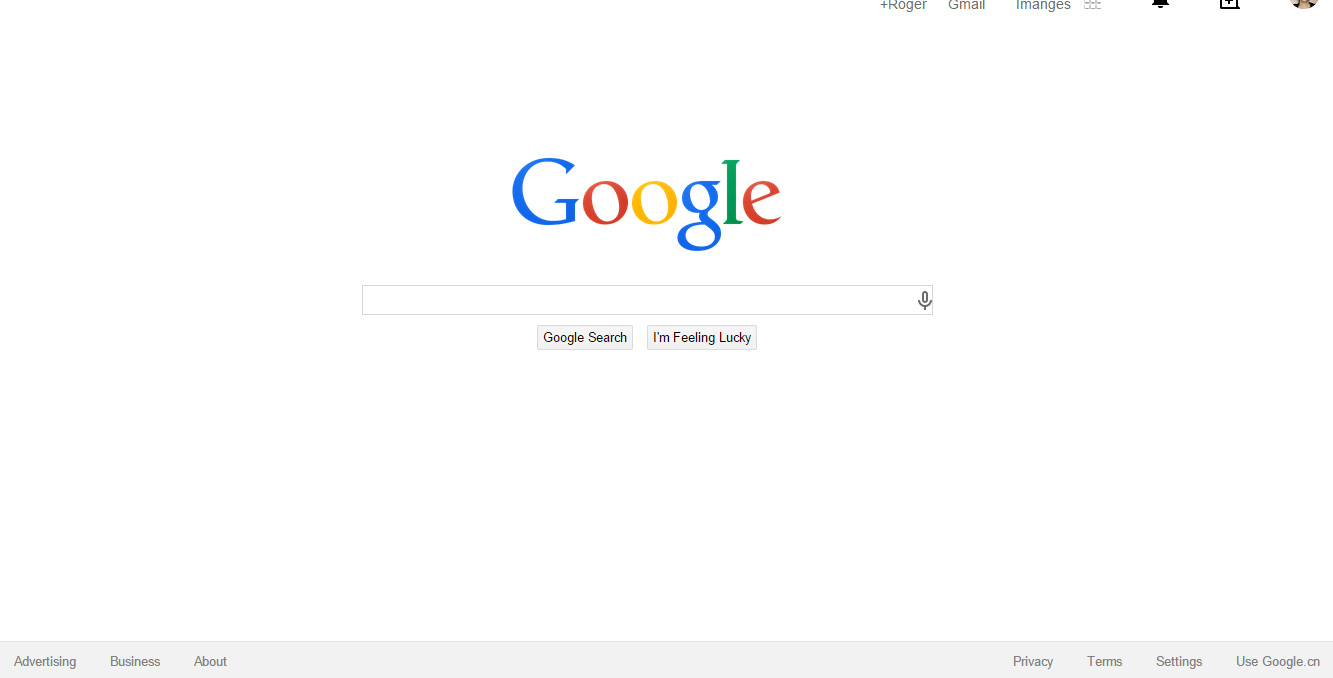 +Roger Gmail Imanges
Google
Google Search I'm Feeling Lucky
Advertising Business About Privacy Terms Settings Use Google.cn